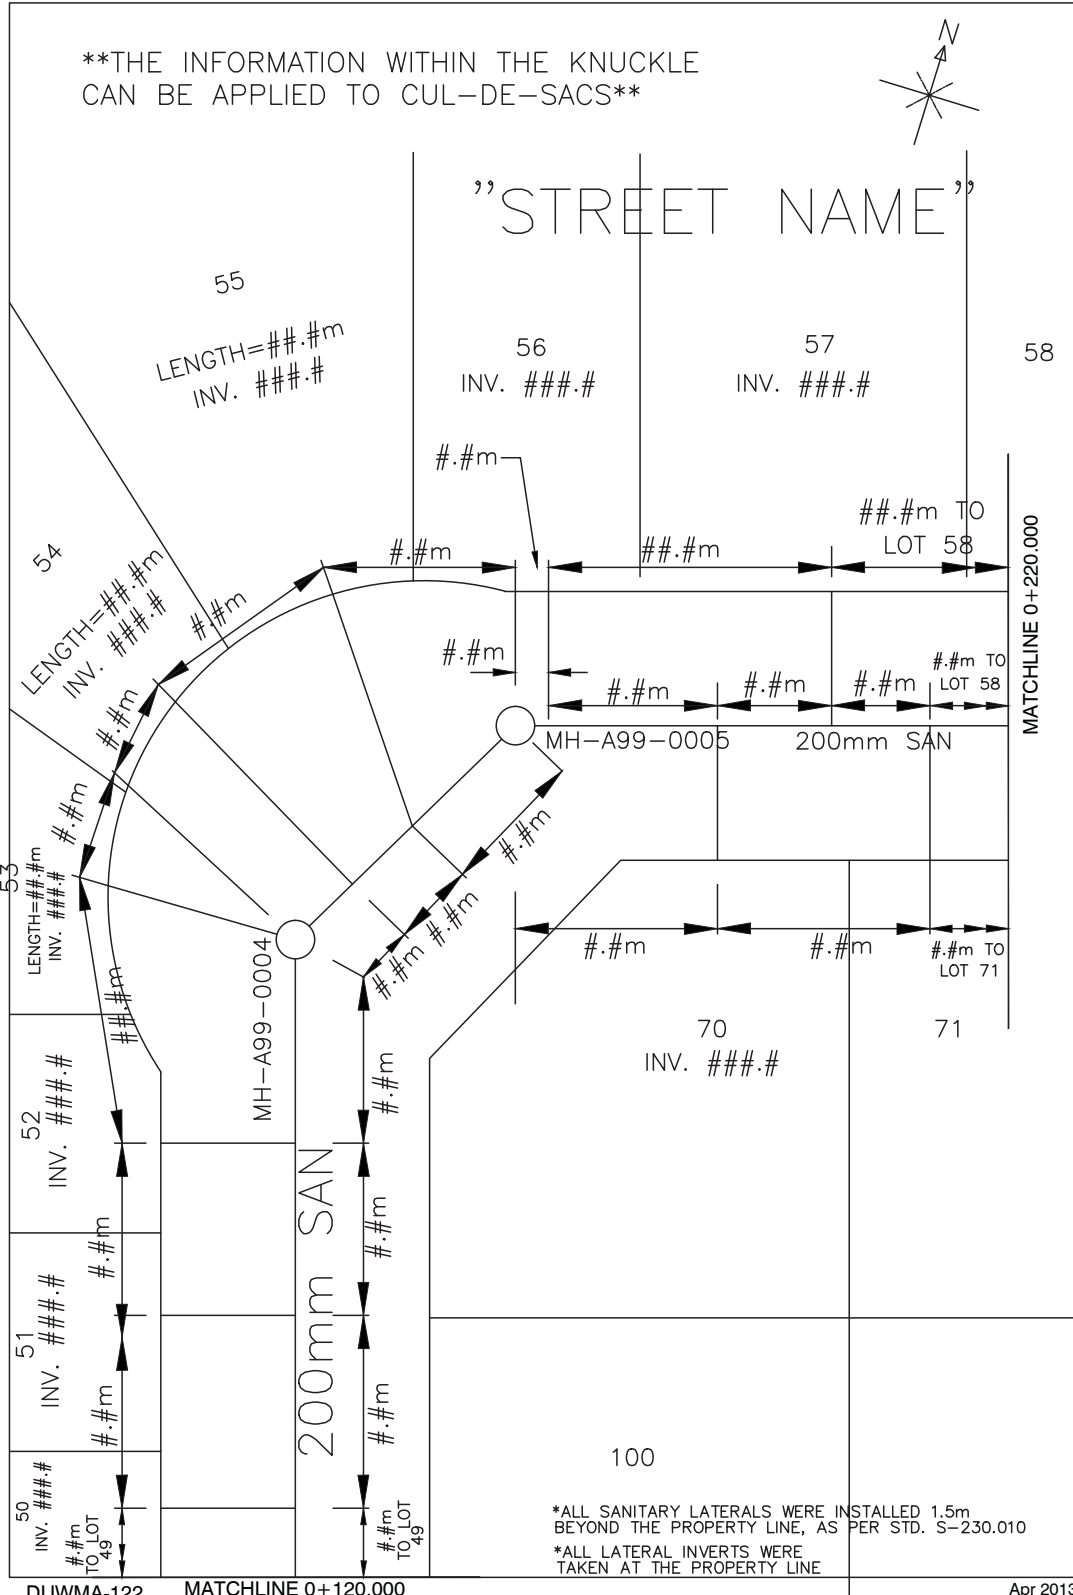 **THE INFORMATION WITHIN THE KNUCKLE
CAN BE APPLIED TO CUL-DE-SACS**
N
"STREET NAME"
55
LENGTH=##.#m
INV. ###.#
56
INV. ###.#
57
INV. ###.#
58
#.#m
##.#m TO
LOT 58
#.#m
##.#m
MATCHLINE 0+220.000
54
LENGTH=##.#m
INV. ###.#
#.#m
#.#m
#.#m
#.#m
#.#m
#.#m TO
LOT 58
#.#m
MH-A99-0005
200mm SAN
#.#m
#.#m
53
LENGTH=##.#m
INV. ###.#
#.#m
#.#m
#.#m
#.#m
#.#m TO
LOT 71
##.#m
MH-A99-0004
70
INV. ###.#
71
52
INV. ###.#
#.#m
200mm SAN
#.#m
#.#m
51
INV. ###.#
#.#m
#.#m
100
50
INV. ###.#
#.#m
TO LOT
49
#.#m
TO LOT
49
*ALL SANITARY LATERALS WERE INSTALLED 1.5m
BEYOND THE PROPERTY LINE, AS PER STD. S-230.010
*ALL LATERAL INVERTS WERE
TAKEN AT THE PROPERTY LINE
DUWMA-122
MATCHLINE 0+120.000
Apr 2013